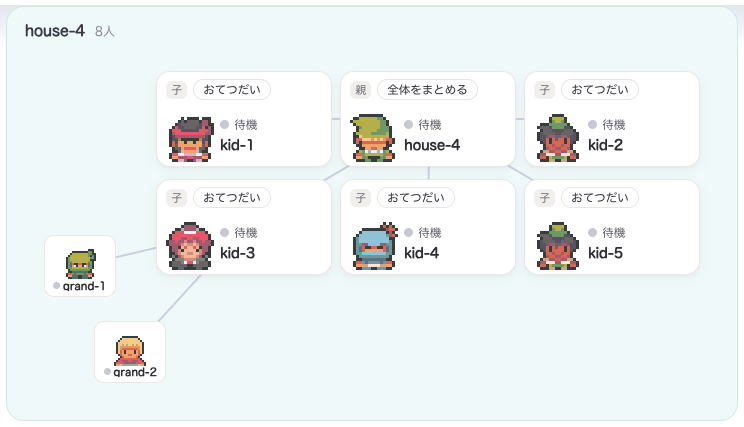 house-4 8人
子 おてつだい
待機
kid-1
親 全体をまとめる
待機
house-4
子 おてつだい
待機
kid-2
子 おてつだい
待機
kid-3
子 おてつだい
待機
kid-4
子 おてつだい
待機
kid-5
grand-1
grand-2